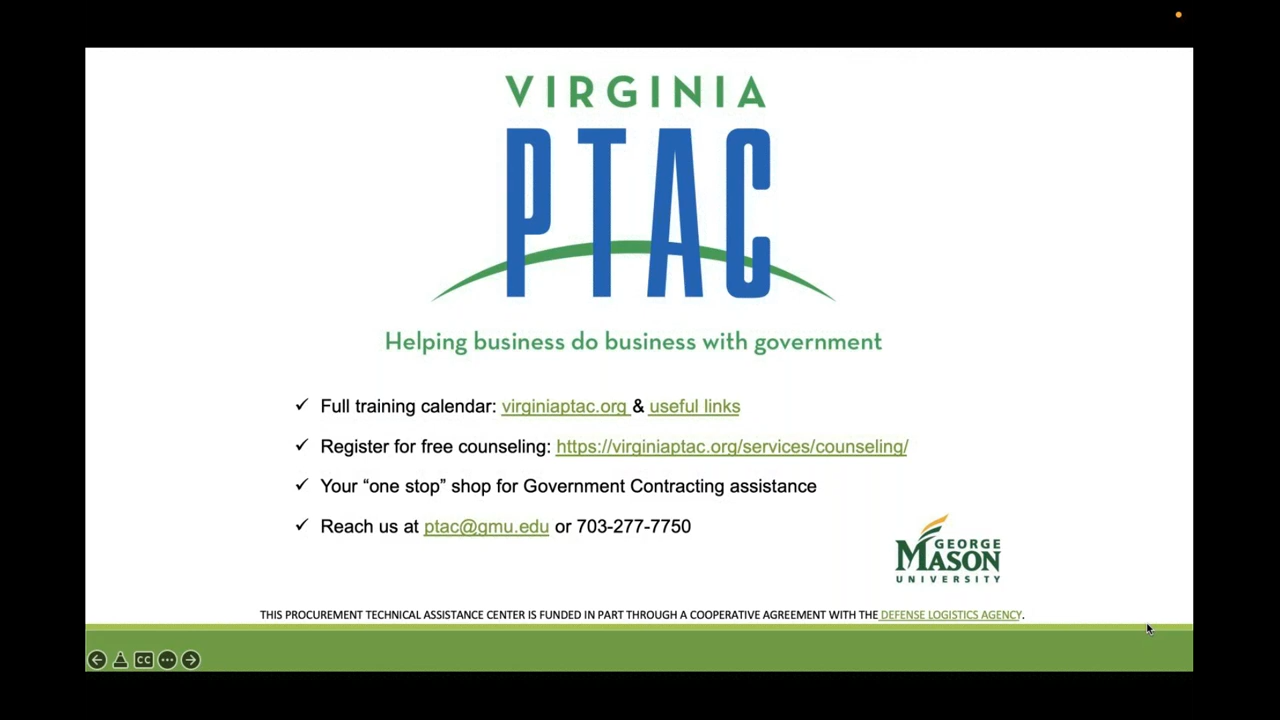 VIRGINIA
PTAC
Helping business do business with government
✓ Full training calendar: virginiaptac.org & useful links
✓ Register for free counseling: https://virginiaptac.org/services/counseling/
✓ Your “one stop” shop for Government Contracting assistance
✓ Reach us at ptac@gmu.edu or 703-277-7750
GEORGE
MASON
UNIVERSITY
THIS PROCUREMENT TECHNICAL ASSISTANCE CENTER IS FUNDED IN PART THROUGH A COOPERATIVE AGREEMENT WITH THE DEFENSE LOGISTICS AGENCY.
CC